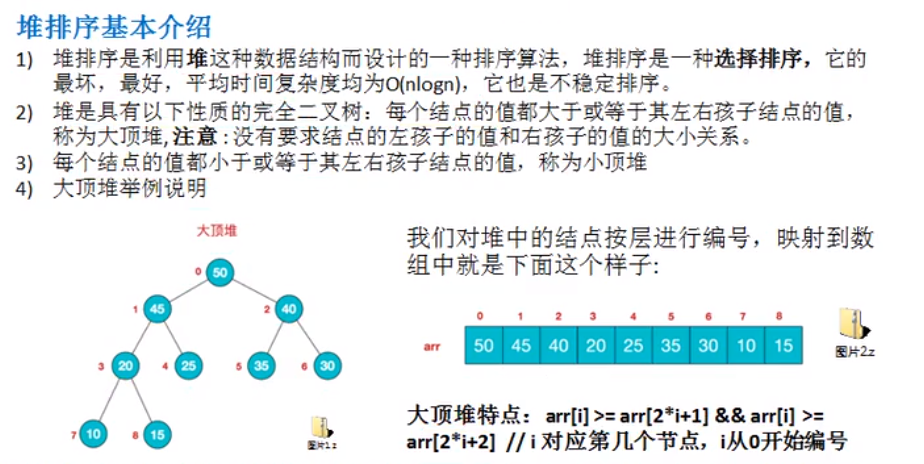 堆排序基本介绍
1) 堆排序是利用堆这种数据结构而设计的一种排序算法，堆排序是一种选择排序，它的
最坏，最好，平均时间复杂度均为O(nlogn)，它也是不稳定排序。
2) 堆是具有以下性质的完全二叉树：每个结点的值都大于或等于其左右孩子结点的值，
称为大顶堆, 注意 : 没有要求结点的左孩子的值和右孩子的值的大小关系。
3) 每个结点的值都小于或等于其左右孩子结点的值，称为小顶堆
4) 大顶堆举例说明
大顶堆
0 50
1 45 2 40
3 20 4 25 5 35 6 30
7 10 8 15
图片1.z
我们对堆中的结点按层进行编号，映射到数
组中就是下面这个样子:
0 1 2 3 4 5 6 7 8
arr 50 45 40 20 25 35 30 10 15
图片2.z
大顶堆特点：arr[i] >= arr[2*i+1] && arr[i] >=
arr[2*i+2] // i 对应第几个节点，i从0开始编号